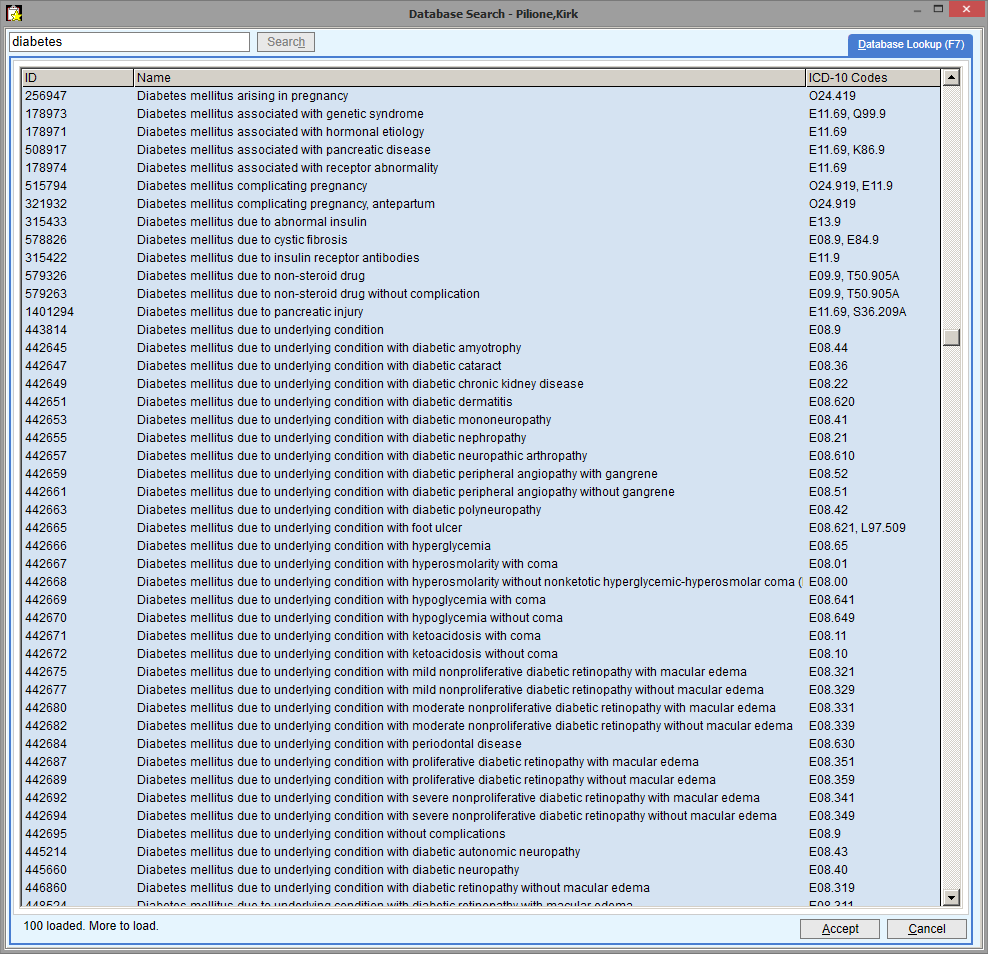 Database Search - Pilione,Kirk
diabetes Search Database Lookup (F7)
ID Name ICD-10 Codes
256947 Diabetes mellitus arising in pregnancy O24.419
178973 Diabetes mellitus associated with genetic syndrome E11.69, Q99.9
178971 Diabetes mellitus associated with hormonal etiology E11.69
508917 Diabetes mellitus associated with pancreatic disease E11.69, K86.9
178974 Diabetes mellitus associated with receptor abnormality E11.69
515794 Diabetes mellitus complicating pregnancy O24.919, E11.9
321932 Diabetes mellitus complicating pregnancy, antepartum O24.919
315433 Diabetes mellitus due to abnormal insulin E13.9
578826 Diabetes mellitus due to cystic fibrosis E08.9, E84.9
315422 Diabetes mellitus due to insulin receptor antibodies E11.9
579326 Diabetes mellitus due to non-steroid drug E09.9, T50.905A
579263 Diabetes mellitus due to non-steroid drug without complication E09.9, T50.905A
1401294 Diabetes mellitus due to pancreatic injury E11.69, S36.209A
443814 Diabetes mellitus due to underlying condition E08.9
442645 Diabetes mellitus due to underlying condition with diabetic amyotrophy E08.44
442647 Diabetes mellitus due to underlying condition with diabetic cataract E08.36
442649 Diabetes mellitus due to underlying condition with diabetic chronic kidney disease E08.22
442651 Diabetes mellitus due to underlying condition with diabetic dermatitis E08.620
442653 Diabetes mellitus due to underlying condition with diabetic mononeuropathy E08.41
442655 Diabetes mellitus due to underlying condition with diabetic nephropathy E08.21
442657 Diabetes mellitus due to underlying condition with diabetic neuropathic arthropathy E08.610
442659 Diabetes mellitus due to underlying condition with diabetic peripheral angiopathy with gangrene E08.52
442661 Diabetes mellitus due to underlying condition with diabetic peripheral angiopathy without gangrene E08.51
442663 Diabetes mellitus due to underlying condition with diabetic polyneuropathy E08.42
442665 Diabetes mellitus due to underlying condition with foot ulcer E08.621, L97.509
442666 Diabetes mellitus due to underlying condition with hyperglycemia E08.65
442667 Diabetes mellitus due to underlying condition with hyperosmolarity with coma E08.01
442668 Diabetes mellitus due to underlying condition with hyperosmolarity without nonketotic hyperglycemic-hyperosmolar coma ( E08.00
442669 Diabetes mellitus due to underlying condition with hypoglycemia with coma E08.641
442670 Diabetes mellitus due to underlying condition with hypoglycemia without coma E08.649
442671 Diabetes mellitus due to underlying condition with ketoacidosis with coma E08.11
442672 Diabetes mellitus due to underlying condition with ketoacidosis without coma E08.10
442675 Diabetes mellitus due to underlying condition with mild nonproliferative diabetic retinopathy with macular edema E08.321
442677 Diabetes mellitus due to underlying condition with mild nonproliferative diabetic retinopathy without macular edema E08.329
442680 Diabetes mellitus due to underlying condition with moderate nonproliferative diabetic retinopathy with macular edema E08.331
442682 Diabetes mellitus due to underlying condition with moderate nonproliferative diabetic retinopathy without macular edema E08.339
442684 Diabetes mellitus due to underlying condition with periodontal disease E08.630
442687 Diabetes mellitus due to underlying condition with proliferative diabetic retinopathy with macular edema E08.351
442689 Diabetes mellitus due to underlying condition with proliferative diabetic retinopathy without macular edema E08.359
442692 Diabetes mellitus due to underlying condition with severe nonproliferative diabetic retinopathy with macular edema E08.341
442694 Diabetes mellitus due to underlying condition with severe nonproliferative diabetic retinopathy without macular edema E08.349
442695 Diabetes mellitus due to underlying condition without complications E08.9
445214 Diabetes mellitus due to underlying condition with diabetic autonomic neuropathy E08.43
445660 Diabetes mellitus due to underlying condition with diabetic neuropathy E08.40
446860 Diabetes mellitus due to underlying condition with diabetic retinopathy without macular edema E08.319
448524 Diabetes mellitus due to underlying condition with diabetic retinopathy with macular edema E08.311
100 loaded. More to load.
Accept Cancel